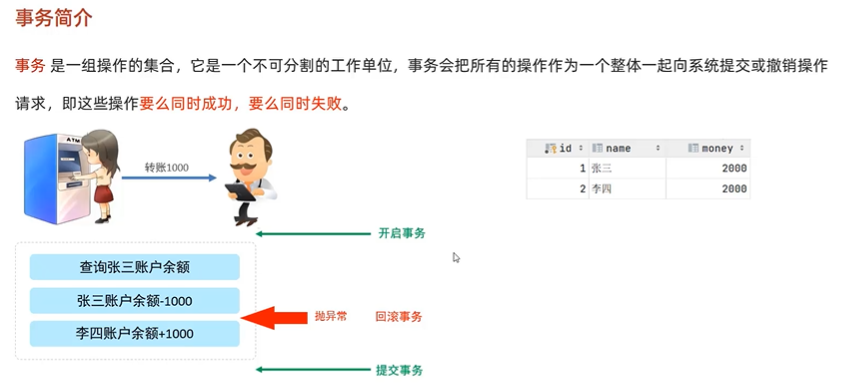 事务简介
事务 是一组操作的集合，它是一个不可分割的工作单位，事务会把所有的操作作为一个整体一起向系统提交或撤销操作
请求，即这些操作要么同时成功，要么同时失败。
ATM
转账1000
id name money
1 张三 2000
2 李四 2000
开启事务
查询张三账户余额
张三账户余额-1000
抛异常 回滚事务
李四账户余额+1000
提交事务